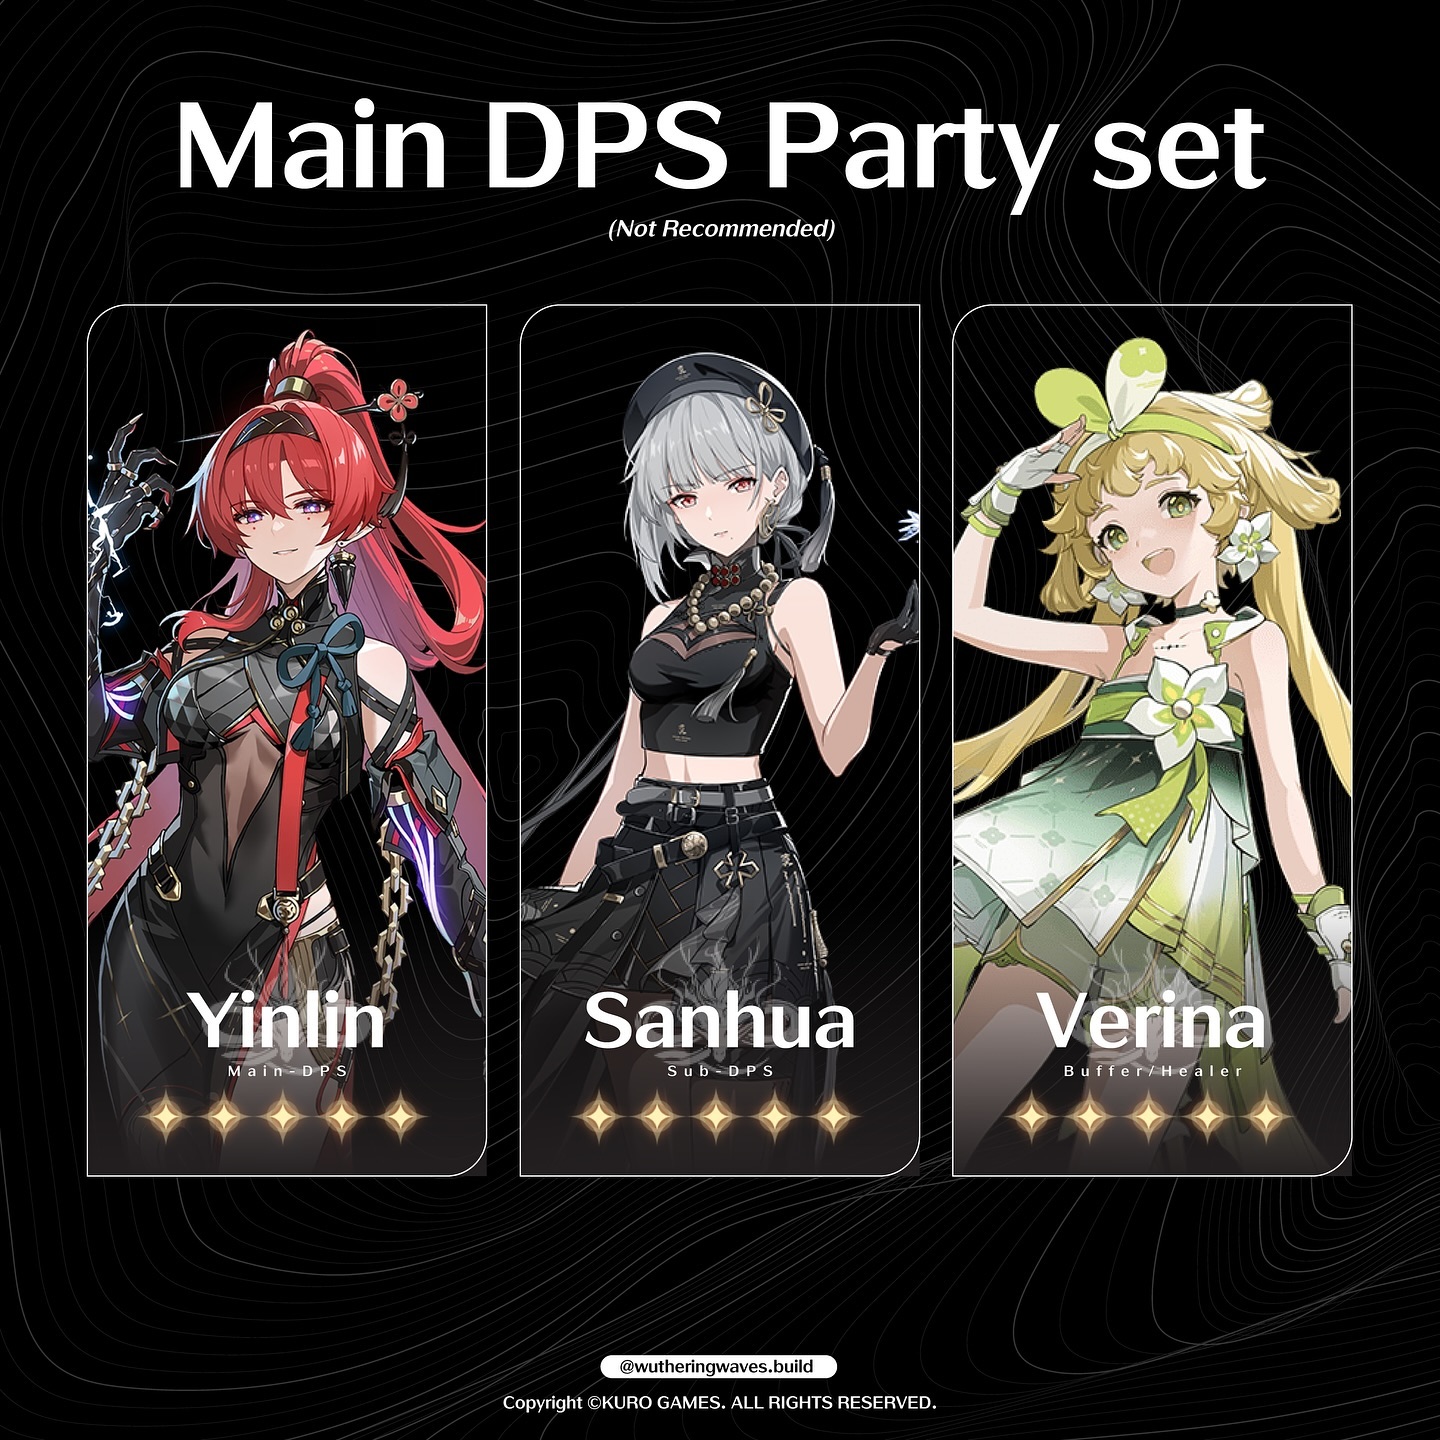 Main DPS Party set
(Not Recommended)
Yinlin
Main-DPS
Sanhua
Sub-DPS
Verina
Buffer/Healer
@wutheringwaves.build
Copyright ©KURO GAMES. ALL RIGHTS RESERVED.